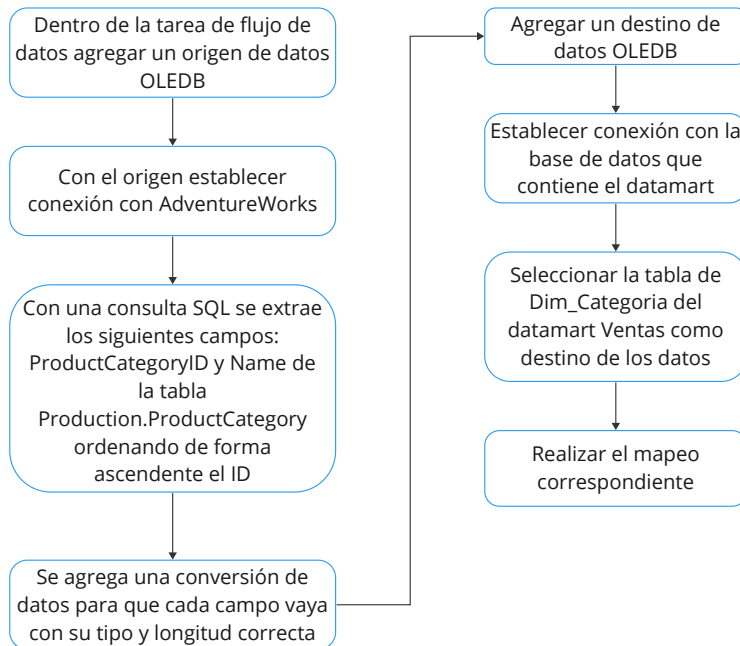 Dentro de la tarea de flujo de
datos agregar un origen de datos
OLEDB
Con el origen establecer
conexión con AdventureWorks
Con una consulta SQL se extrae
los siguientes campos:
ProductCategoryID y Name de
la tabla
Production.ProductCategory
ordenando de forma
ascendente el ID
Se agrega una conversión de
datos para que cada campo vaya
con su tipo y longitud correcta
Agregar un destino de
datos OLEDB
Establecer conexión con la
base de datos que
contiene el datamart
Seleccionar la tabla de
Dim_Categoria del
datamart Ventas como
destino de los datos
Realizar el mapeo
correspondiente